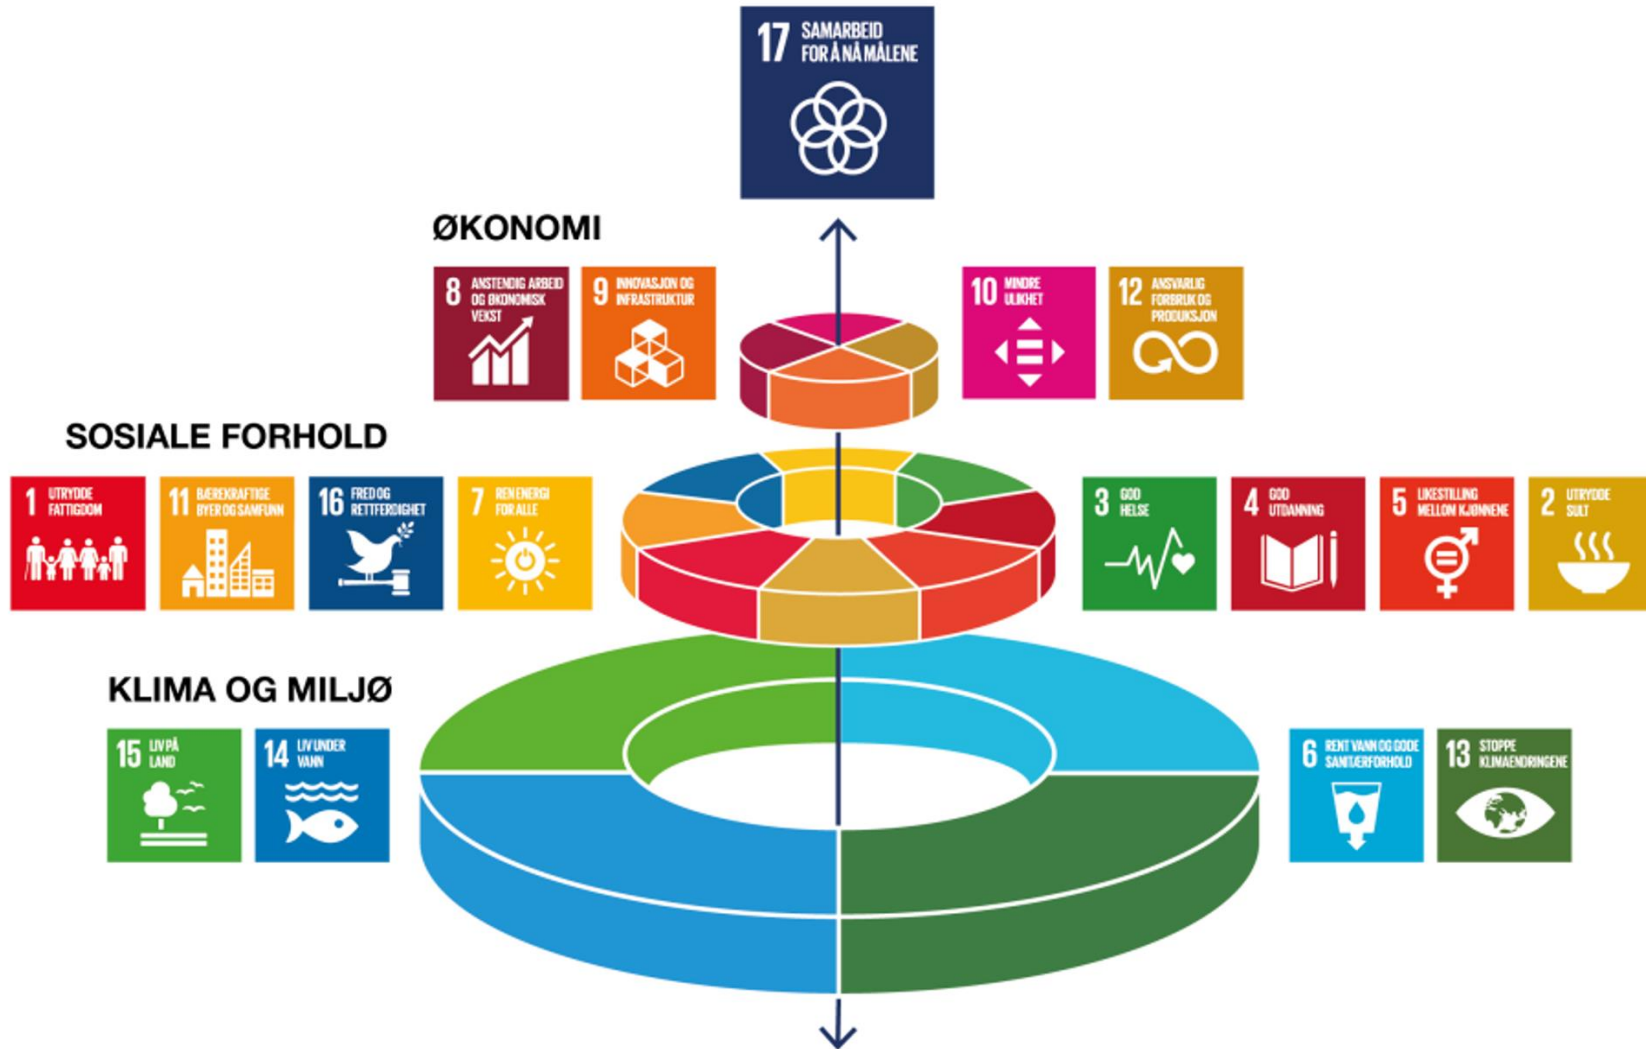 17 SAMARBEID
FOR Å NÅ MÅLENE
ØKONOMI
8 ANSTENDIG ARBEID
OG ØKONOMISK
VEKST
9 INNOVASJON OG
INFRASTRUKTUR
10 MINDRE
ULIKHET
12 ANSVARLIG
FORBRUK OG
PRODUKSJON
SOSIALE FORHOLD
1 UTRYDDE
FATTIGDOM
11 BÆREKRAFTIGE
BYER OG SAMFUNN
16 FRED OG
RETTFERDIGHET
7 REN ENERGI
FOR ALLE
3 GOD
HELSE
4 GOD
UTDANNING
5 LIKESTILLING
MELLOM KJØNNENE
2 UTRYDDE
SULT
KLIMA OG MILJØ
15 LIV PÅ
LAND
14 LIV UNDER
VANN
6 RENT VANN OG GODE
SANITÆRFORHOLD
13 STOPPE
KLIMAENDRINGENE